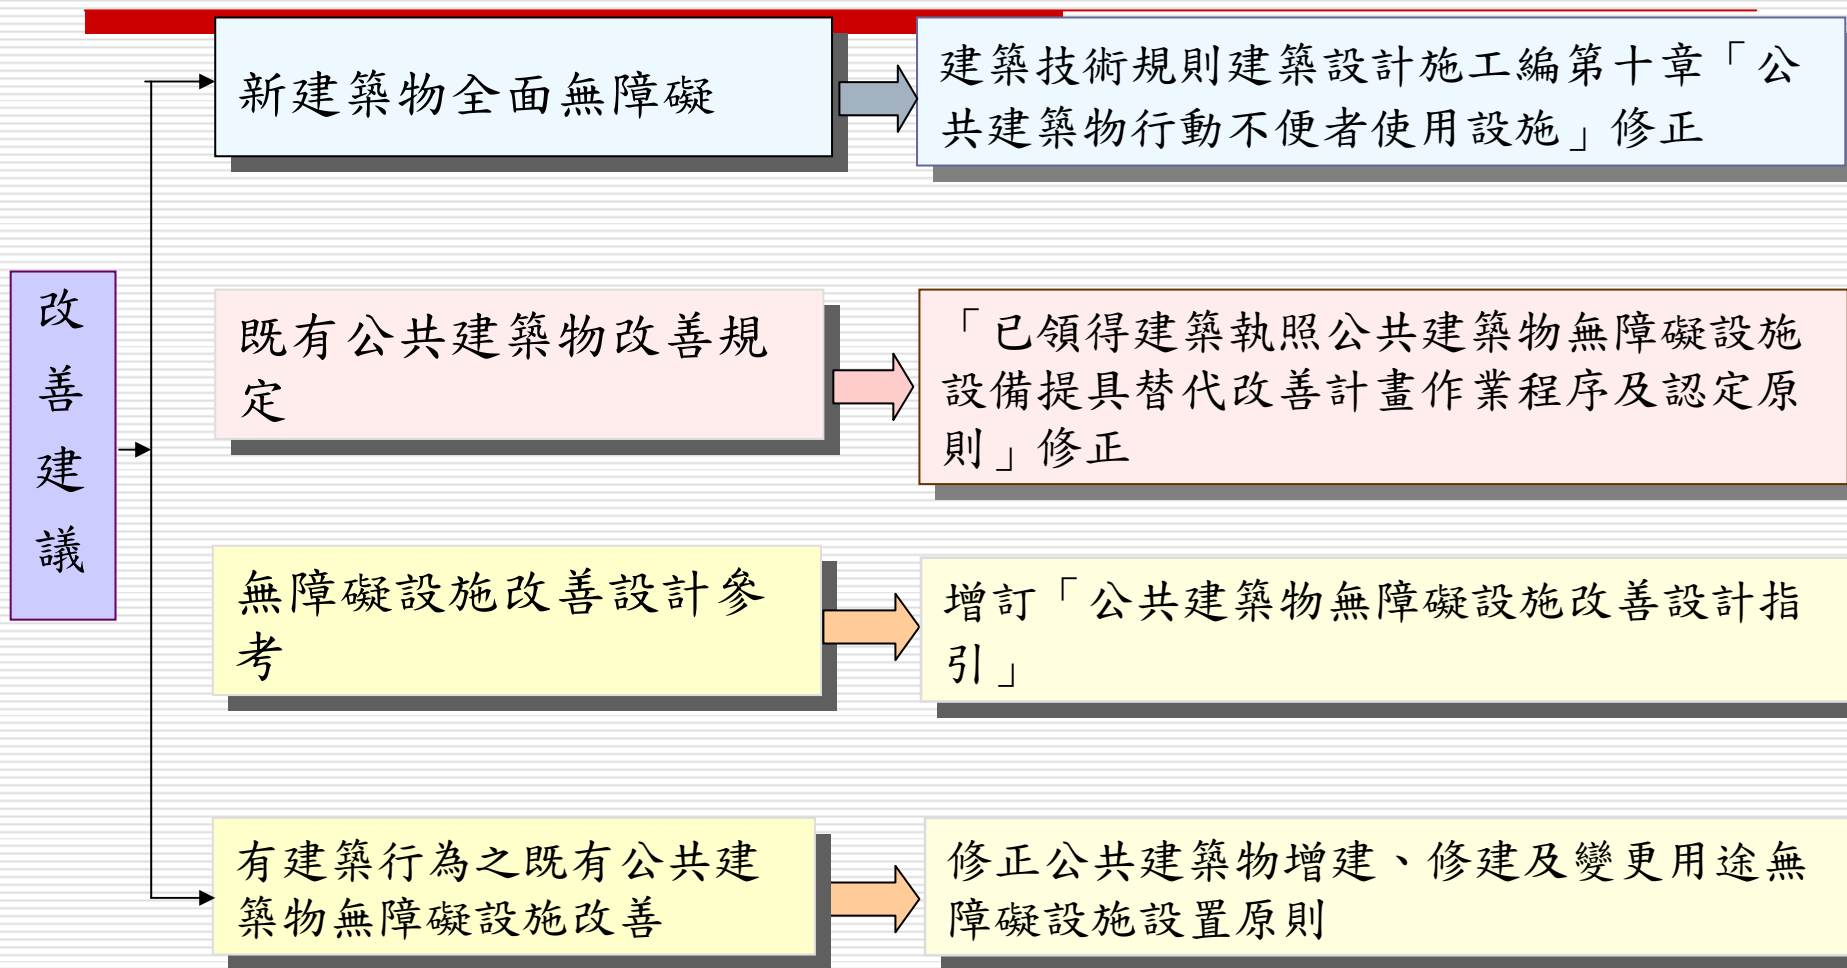 改善建議
新建築物全面無障礙
建築技術規則建築設計施工編第十章「公
共建築物行動不便者使用設施」修正
既有公共建築物改善規
定
「已領得建築執照公共建築物無障礙設施
設備提具替代改善計畫作業程序及認定原
則」修正
無障礙設施改善設計參
考
增訂「公共建築物無障礙設施改善設計指
引」
有建築行為之既有公共建
築物無障礙設施改善
修正公共建築物增建、修建及變更用途無
障礙設施設置原則